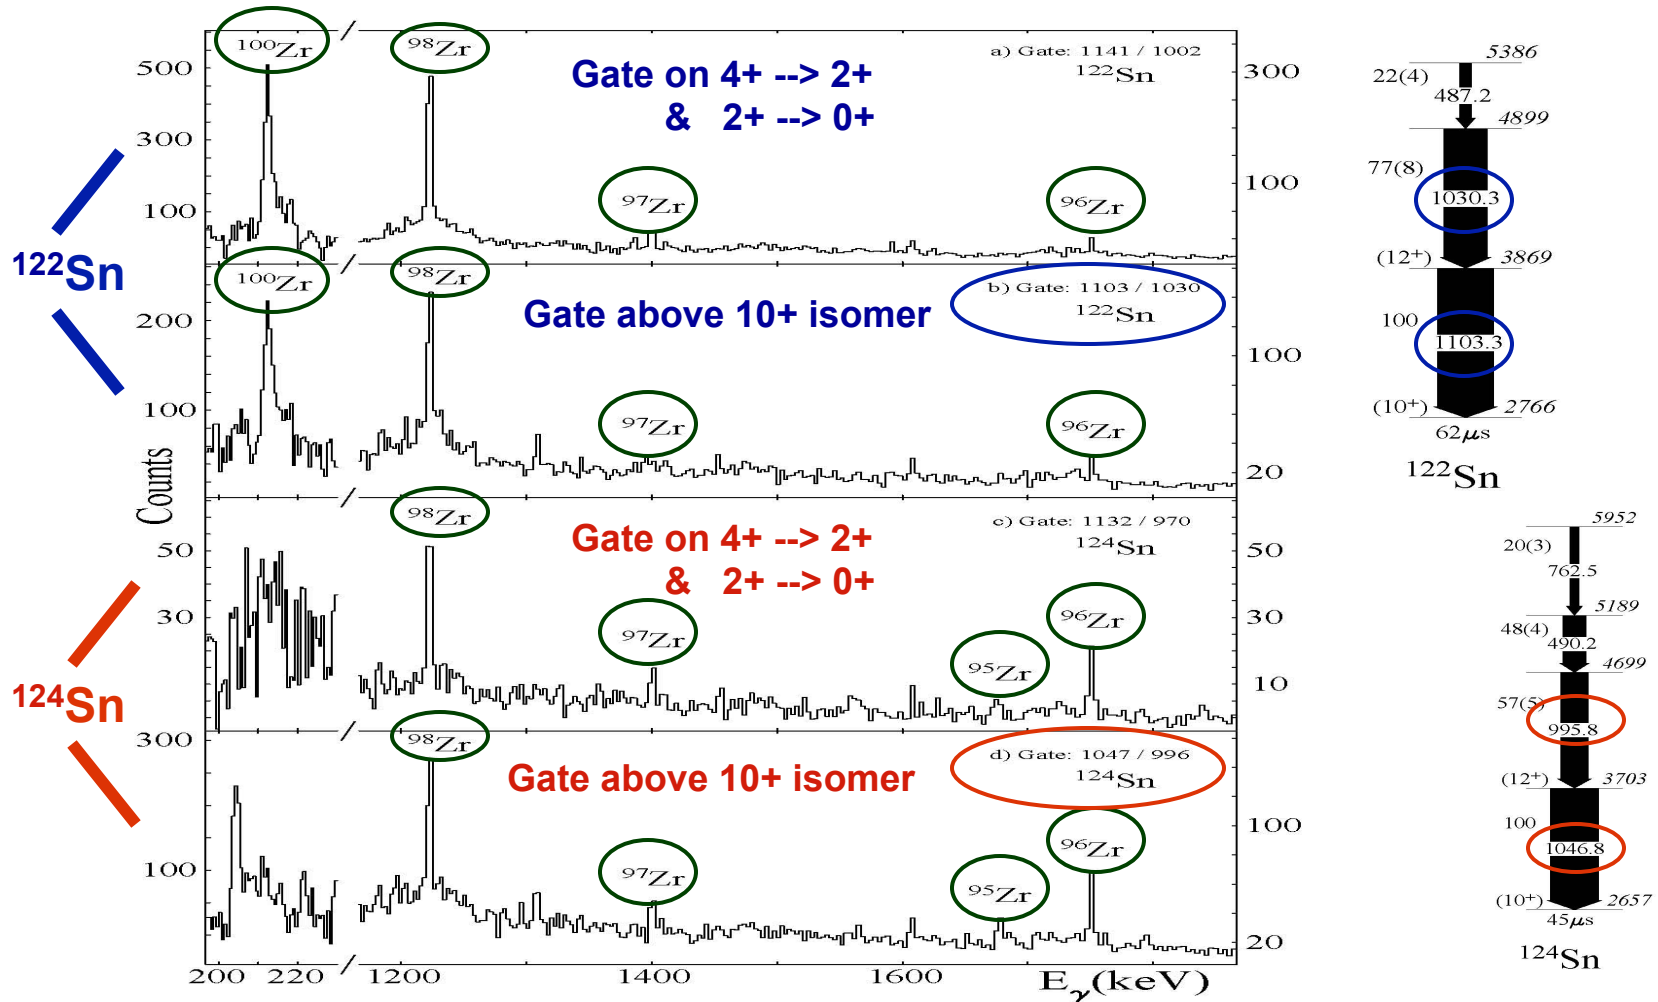 ¹²²Sn
¹²⁴Sn
Counts
500
300
100
¹⁰⁰Zr
⁹⁸Zr
Gate on 4+ --> 2+
& 2+ --> 0+
a) Gate: 1141 / 1002
¹²²Sn
⁹⁷Zr
⁹⁶Zr
300
100
200
100
¹⁰⁰Zr
⁹⁸Zr
Gate above 10+ isomer
b) Gate: 1103 / 1030
¹²²Sn
⁹⁷Zr
⁹⁶Zr
100
20
50
30
⁹⁸Zr
Gate on 4+ --> 2+
& 2+ --> 0+
c) Gate: 1132 / 970
¹²⁴Sn
⁹⁷Zr
⁹⁵Zr
⁹⁶Zr
50
30
10
300
100
⁹⁸Zr
Gate above 10+ isomer
d) Gate: 1047 / 996
¹²⁴Sn
⁹⁷Zr
⁹⁵Zr
⁹⁶Zr
100
20
200 220 1200 1400 1600 Eγ(keV)
5386
22(4)
487.2
4899
77(8)
1030.3
(12⁺) 3869
100
1103.3
(10⁺) 2766
62μs
¹²²Sn
5952
20(3)
762.5
5189
48(4)
490.2
4699
57(5)
995.8
(12⁺) 3703
100
1046.8
(10⁺) 2657
45μs
¹²⁴Sn